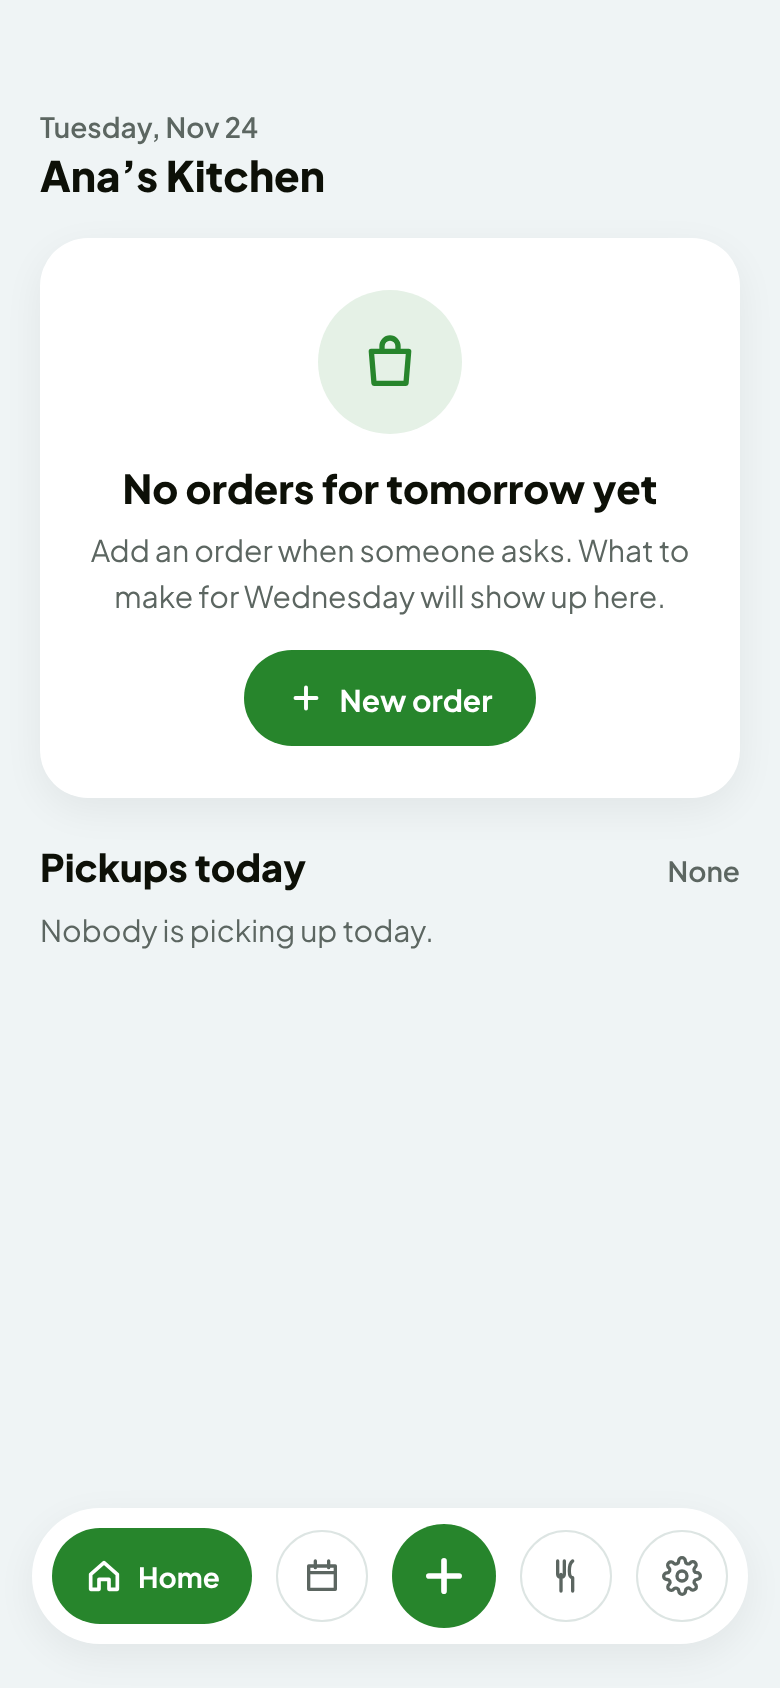 Tuesday, Nov 24
Ana’s Kitchen
No orders for tomorrow yet
Add an order when someone asks. What to
make for Wednesday will show up here.
New order
Pickups today
None
Nobody is picking up today.
Home